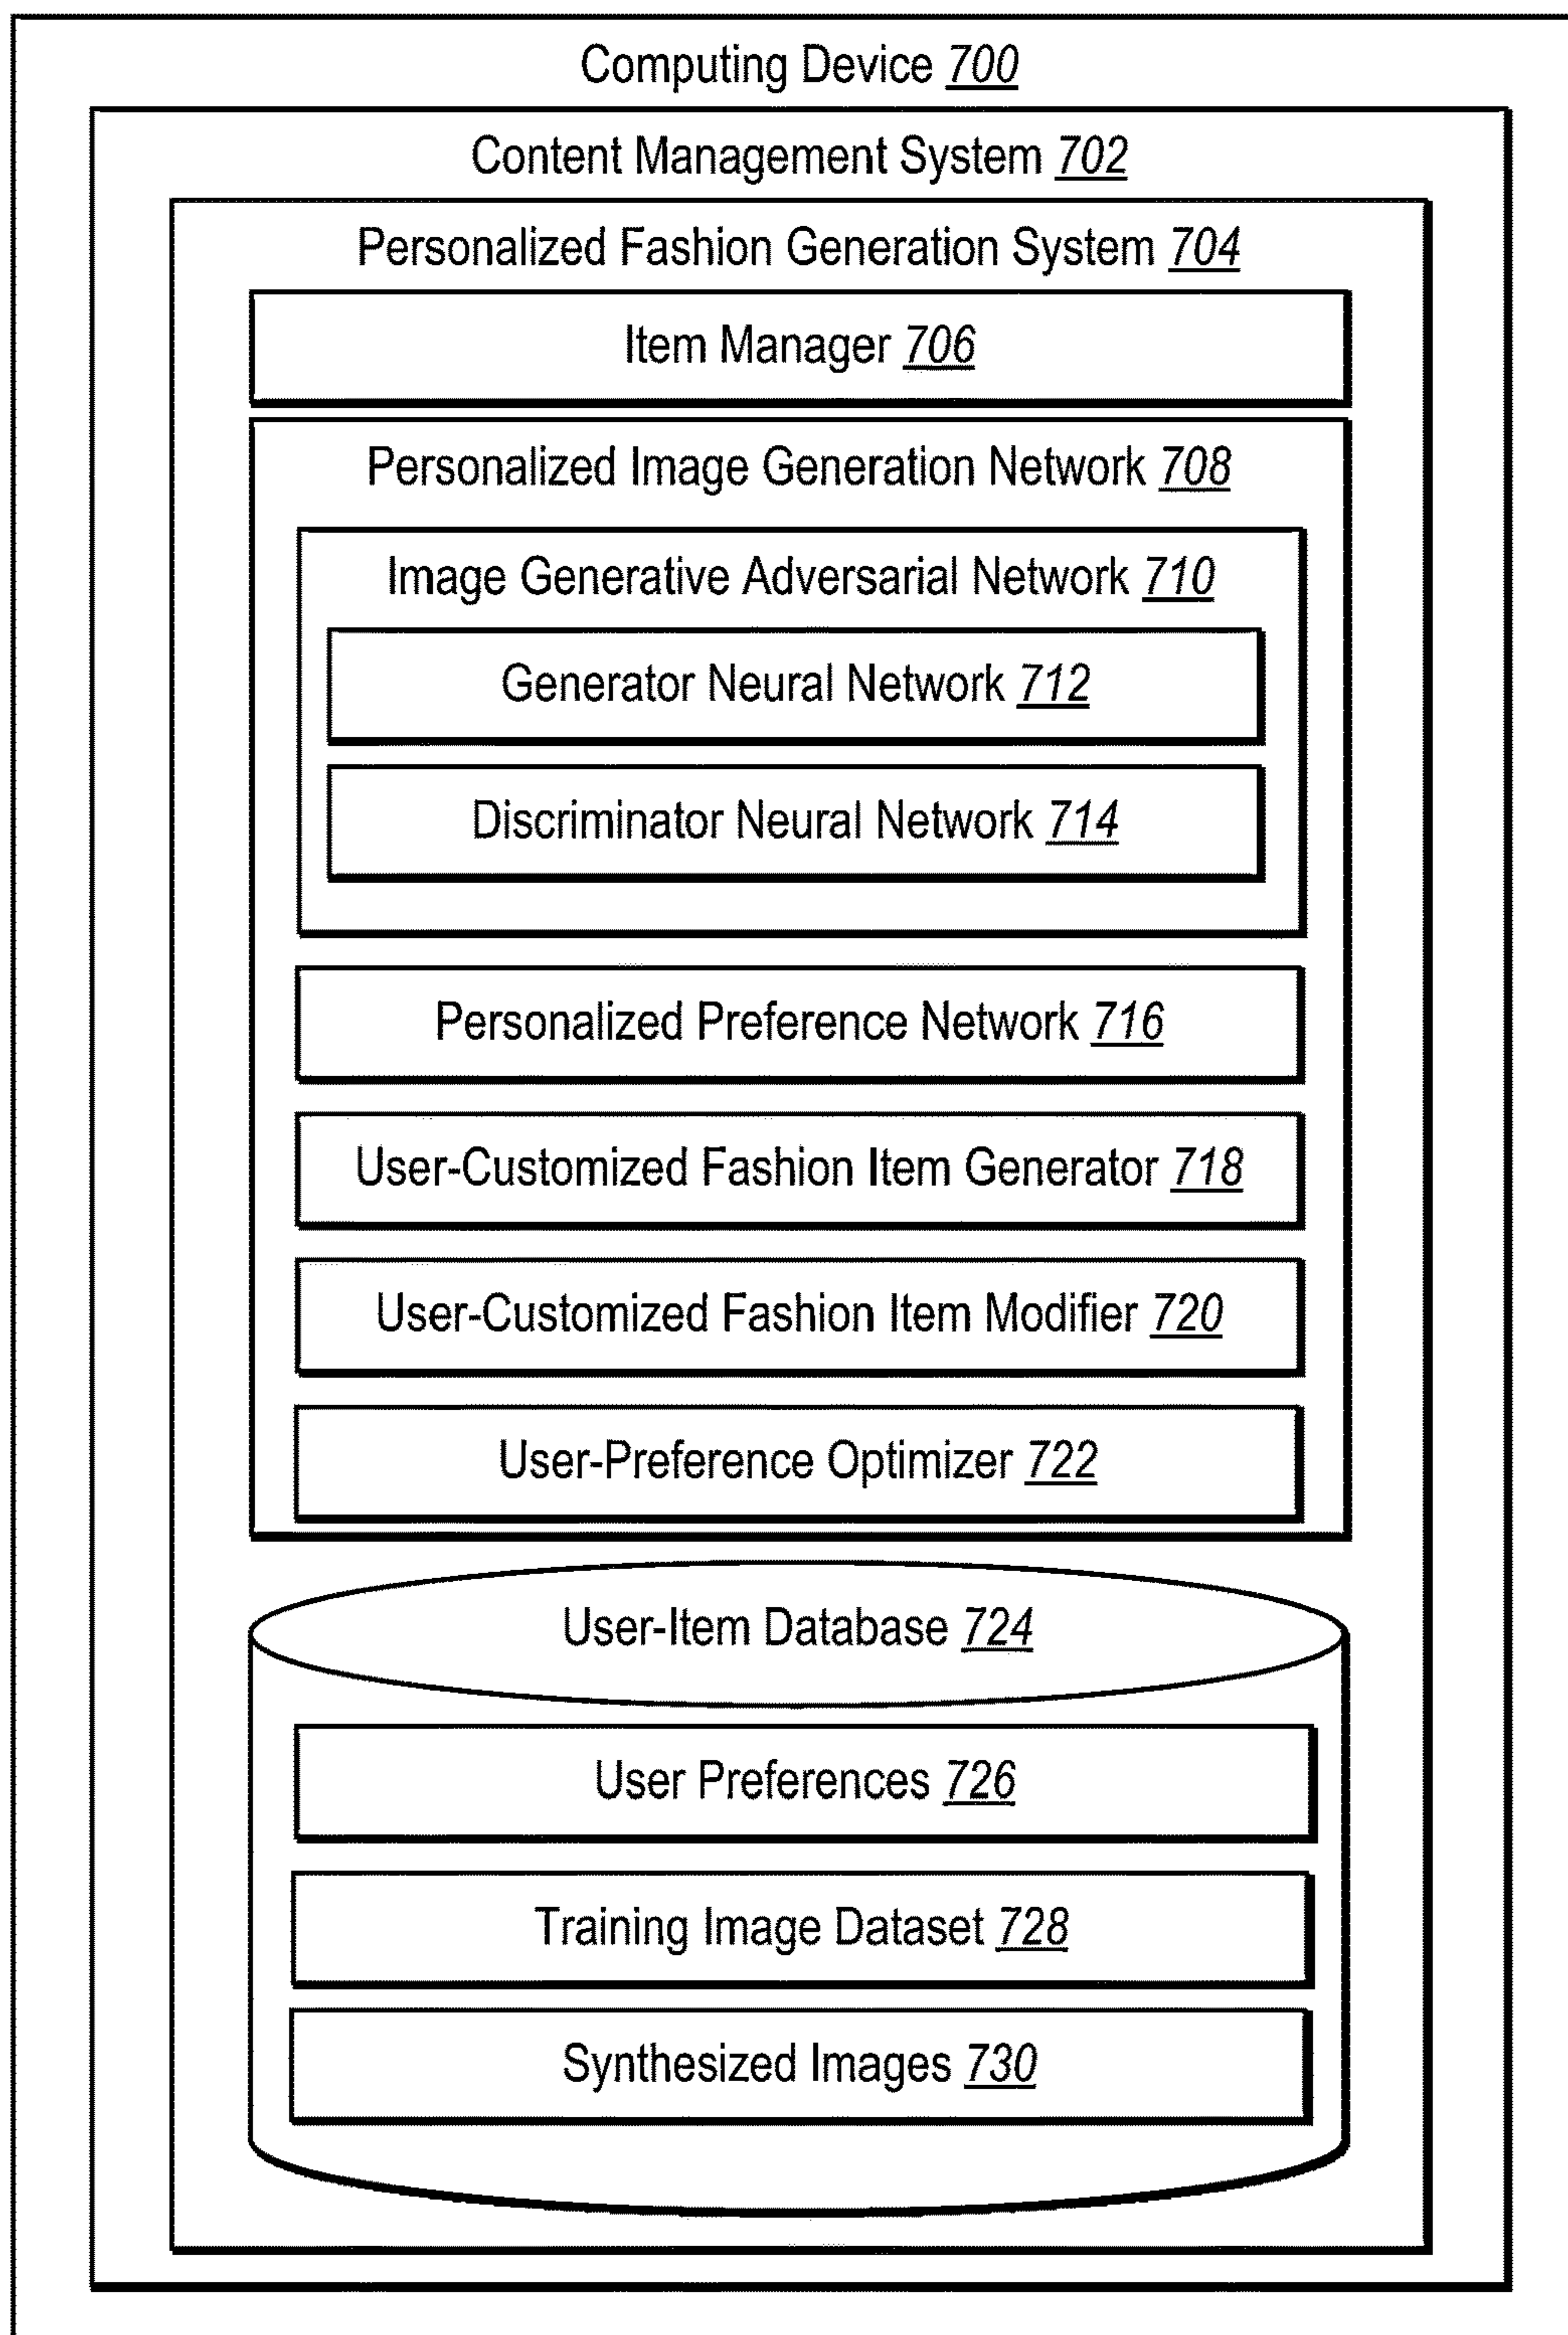 Computing Device 700
Content Management System 702
Personalized Fashion Generation System 704
Item Manager 706
Personalized Image Generation Network 708
Image Generative Adversarial Network 710
Generator Neural Network 712
Discriminator Neural Network 714
Personalized Preference Network 716
User-Customized Fashion Item Generator 718
User-Customized Fashion Item Modifier 720
User-Preference Optimizer 722
User-Item Database 724
User Preferences 726
Training Image Dataset 728
Synthesized Images 730